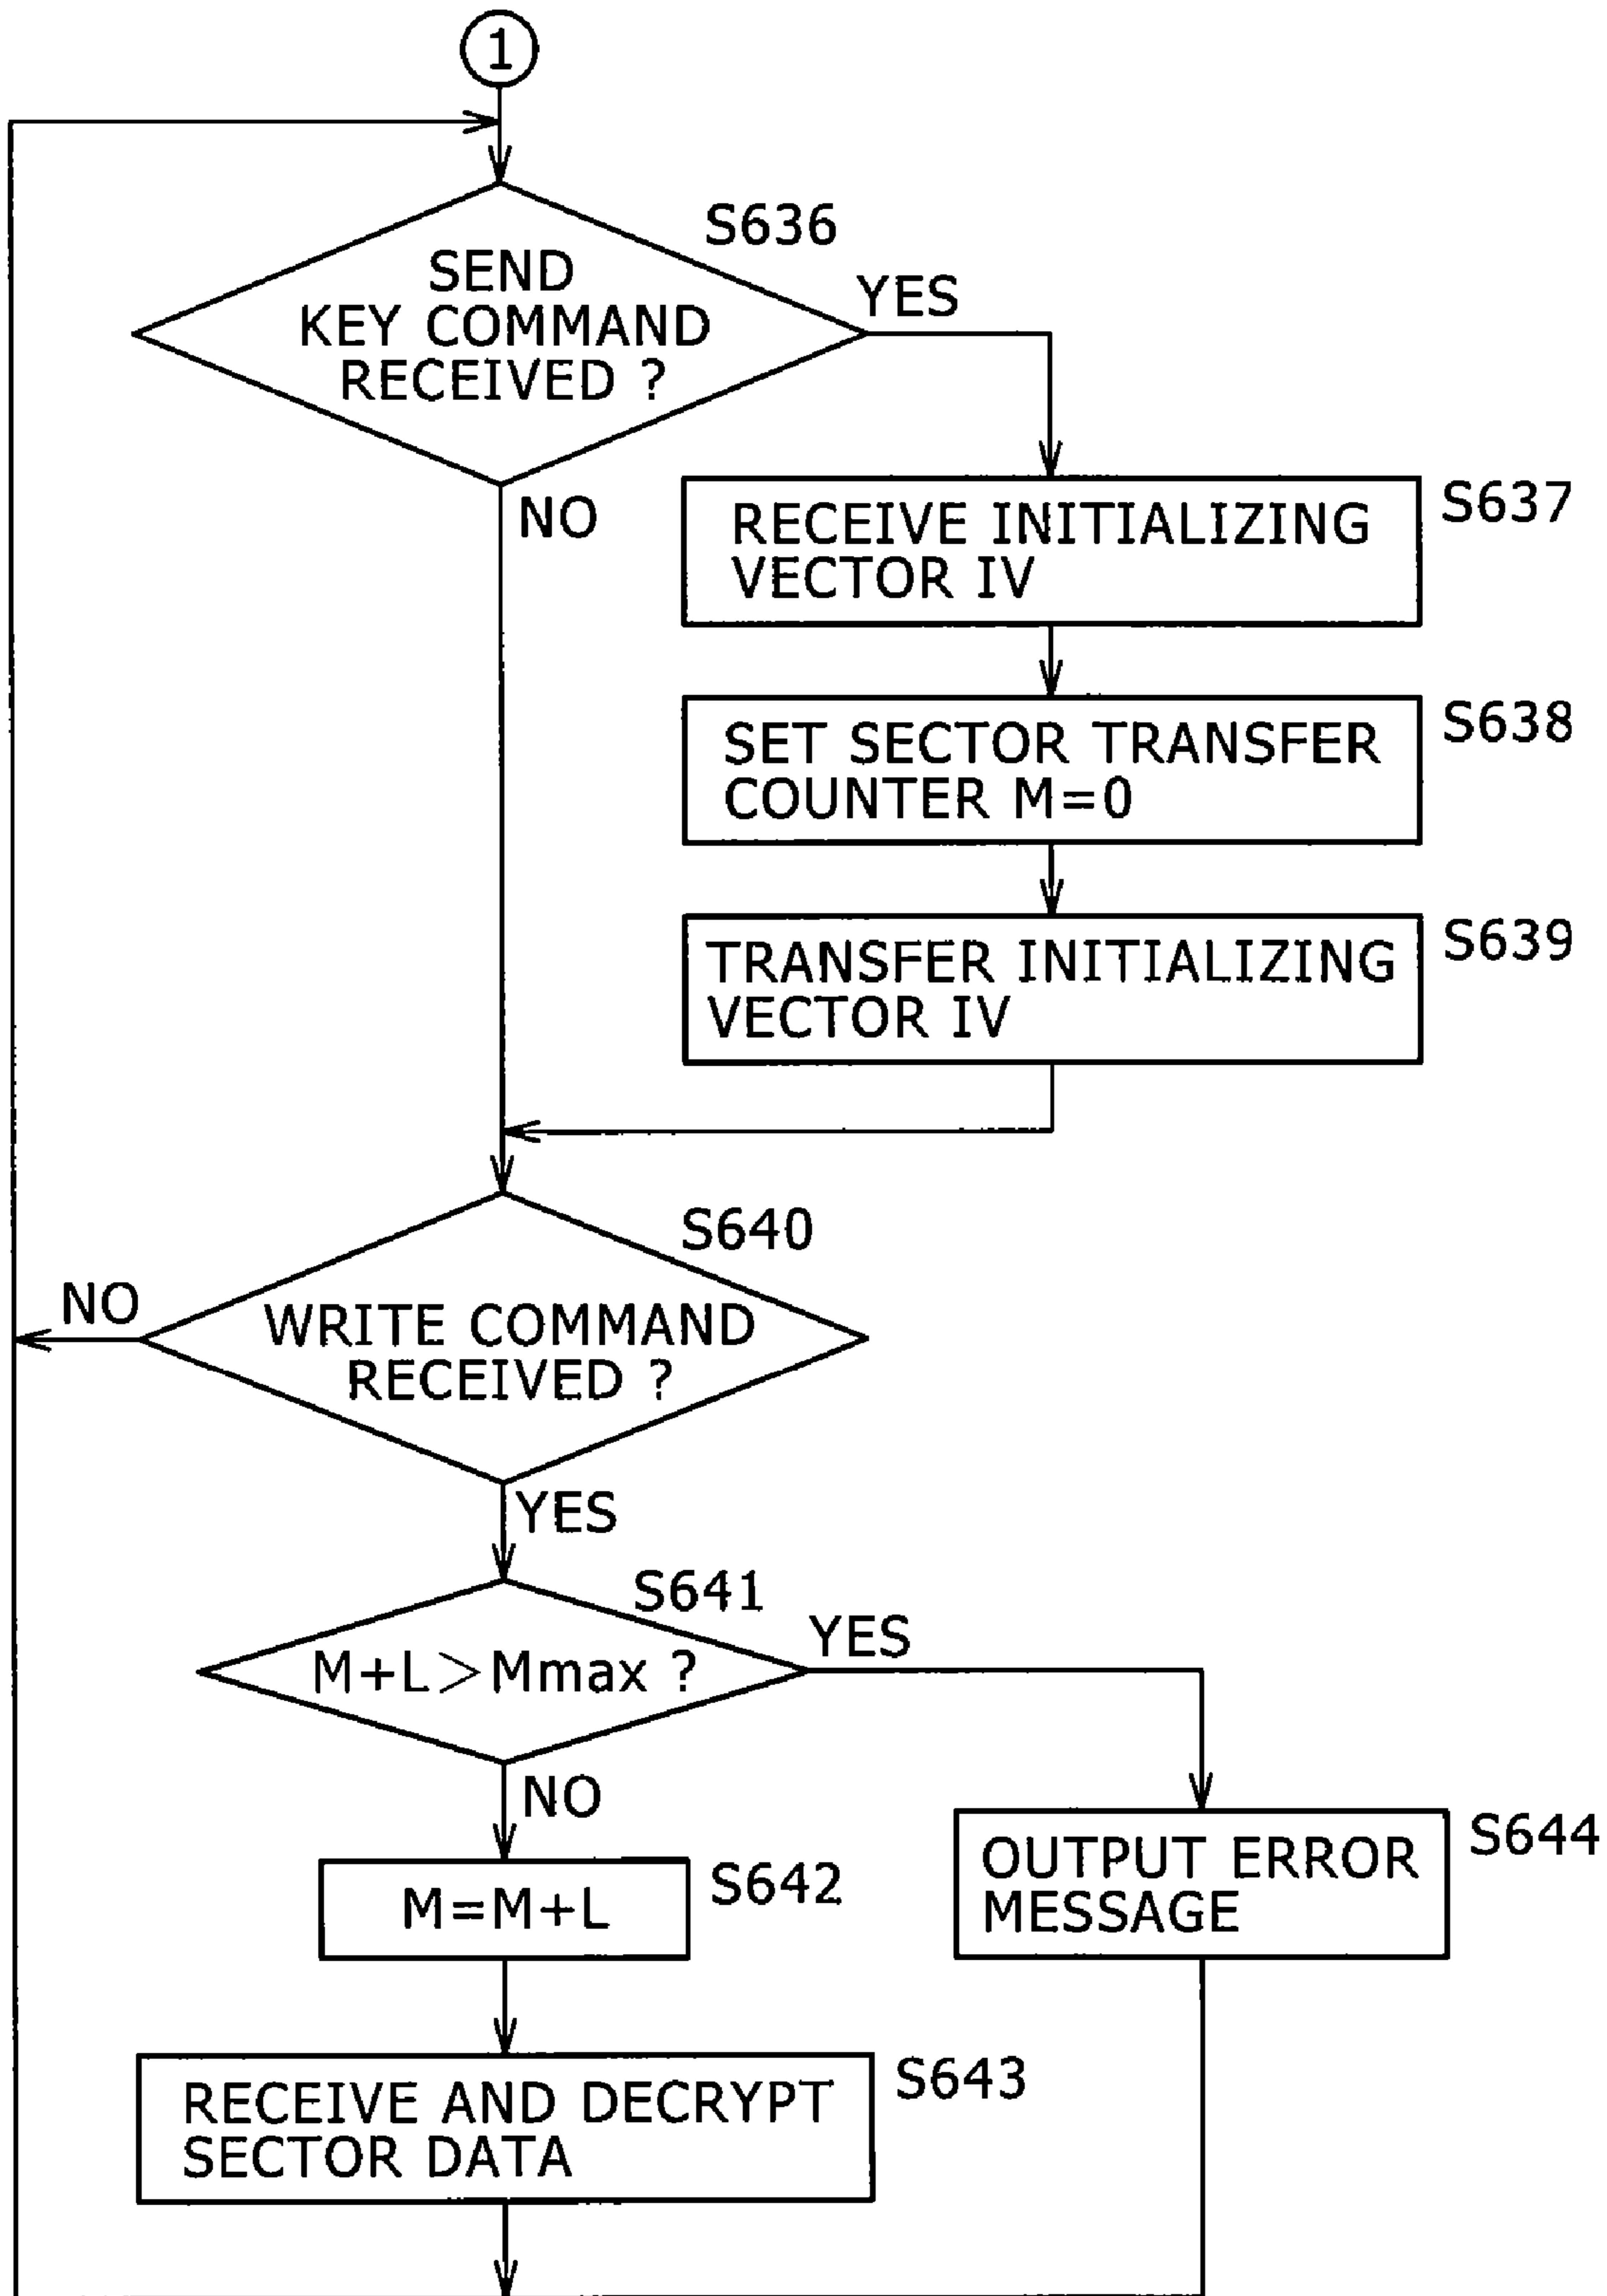 1
S636
SEND
KEY COMMAND
RECEIVED ?
YES
NO
S637
RECEIVE INITIALIZING
VECTOR IV
S638
SET SECTOR TRANSFER
COUNTER M=0
S639
TRANSFER INITIALIZING
VECTOR IV
S640
NO
WRITE COMMAND
RECEIVED ?
YES
S641
M+L>Mmax ?
YES
NO
S642
M=M+L
S644
OUTPUT ERROR
MESSAGE
S643
RECEIVE AND DECRYPT
SECTOR DATA